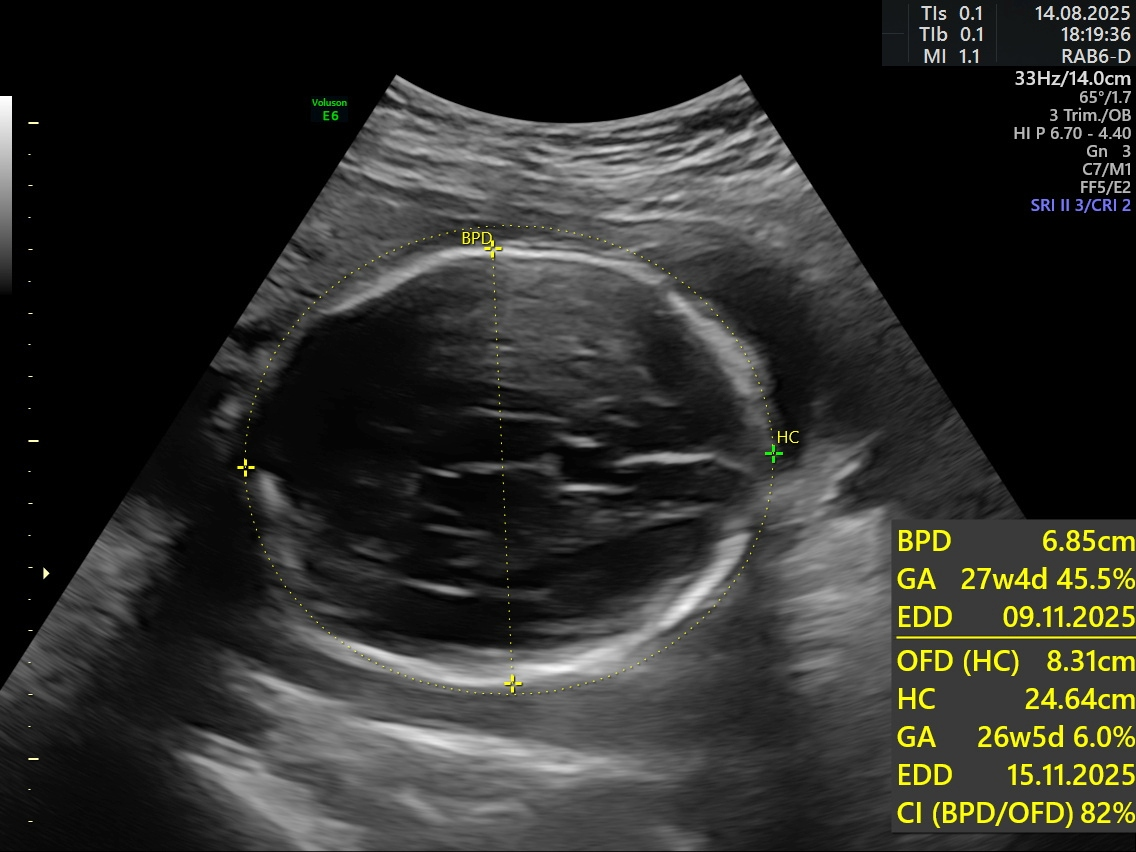 TIs 0.1 14.08.2025
TIb 0.1 18:19:36
MI 1.1 RAB6-D
33Hz/14.0cm
65°/1.7
3 Trim./OB
HI P 6.70 - 4.40
Gn 3
C7/M1
FF5/E2
SRI II 3/CRI 2
Voluson
E6
BPD
HC
BPD 6.85cm
GA 27w4d 45.5%
EDD 09.11.2025
OFD (HC) 8.31cm
HC 24.64cm
GA 26w5d 6.0%
EDD 15.11.2025
CI (BPD/OFD) 82%